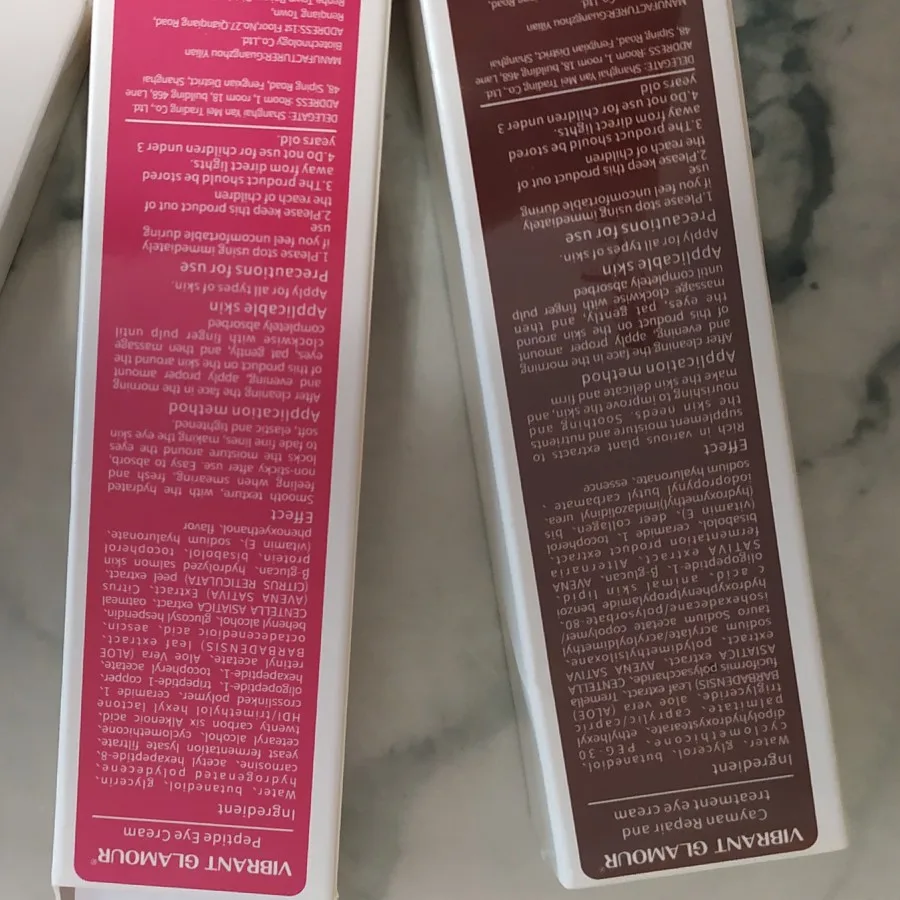 VIBRANT GLAMOUR®
Peptide Eye Cream
Ingredient
Water, butanediol, glycerin,
hydrogenated polydecene,
carnosine, acetyl hexapeptide-8,
yeast fermentation lysate filtrate,
cetearyl alcohol, cyclomethicone,
twenty carbon six Alkenoic acid,
HDI/trimethylol hexyl lactone
crosslinked polymer, ceramide 1,
oligopeptide-1, tripeptide-1 copper,
hexapeptide-1, tocopheryl acetate,
retinyl acetate, Aloe Vera (ALOE
BARBADENSIS) leaf extract,
octadecenedioic acid, aescin,
behenyl alcohol, glucosyl hesperidin,
CENTELLA ASIATICA extract, oatmeal
(AVENA SATIVA) Extract, Citrus
(CITRUS RETICULATA) peel extract,
β-glucan, hydrolyzed salmon skin
protein, bisabolol, tocopherol
(vitamin E), sodium hyaluronate,
phenoxyethanol, flavor
Effect
Smooth texture, with the hydrated
feeling when smearing, fresh and
non-sticky after use. Easy to absorb,
locks the moisture around the eyes
to fade fine lines, making the eye skin
soft, elastic and tightened.
Application method
After cleaning the face in the morning
and evening, apply proper amount
of this product on the skin around the
eyes, pat gently, and then massage
clockwise with finger pulp until
completely absorbed
Applicable skin
Apply for all types of skin.
Precautions for use
1.Please stop using immediately
if you feel uncomfortable during
use
2.Please keep this product out of
the reach of children
3.The product should be stored
away from direct lights.
4.Do not use for children under 3
years old.
DELEGATE: Shanghai Yan Mei Trading Co., Ltd.
ADDRESS :Room 1, room 18, building 468, Lane
48, Siping Road, Fengxian District, Shanghai
MANUFACTURER:Guangzhou Yilian
Biotechnology Co.,Ltd.
ADDRESS:1st Floor,No.27 Qianqiang Road,
Renqiang Town,
VIBRANT GLAMOUR®
Cayman Repair and
treatment eye cream
Ingredient
Water, glycerol, butanediol,
cyclomethicone, PEG-30
dipolyhydroxystearate, ethylhexyl
palmitate, caprylic/capric
triglyceride, aloe vera (ALOE)
BARBADENSIS) Leaf extract, Tremella
fuciformis polysaccharide, CENTELLA
ASIATICA extract, AVENA SATIVA
extract, polydimethylsiloxane,
sodium acrylate/acryloyldimethyl
tauro Sodium acetate copolymer/
isohexadecane/polysorbate-80,
hydroxyphenylpropylamide benzoi
c acid, animal skin lipid,
oligopeptide-1, β-glucan, AVENA
SATIVA extract, Alternaria
fermentation product extract,
bisabolol, ceramide 1, tocopherol
(vitamin E), deer collagen, bis
(hydroxymethyl)imidazolidinyl urea,
iodopropynyl butyl carbamate,
sodium hyaluronate, essence
Effect
Rich in various plant extracts to
supplement moisture and nutrients
the skin needs. Soothing and
nourishing to improve the skin, and
make the skin delicate and firm
Application method
After cleaning the face in the morning
and evening, apply proper amount
of this product on the skin around
the eyes, pat gently, and then
massage clockwise with finger pulp
until completely absorbed
Applicable skin
Apply for all types of skin.
Precautions for use
1.Please stop using immediately
if you feel uncomfortable during
use
2.Please keep this product out of
the reach of children
3.The product should be stored
away from direct lights.
4.Do not use for children under 3
years old
DELEGATE: Shanghai Yan Mei Trading Co., Ltd.
ADDRESS :Room 1, room 18, building 468, Lane
48, Siping Road, Fengxian District,
MANUFACTURER:Guangzhou Yilian